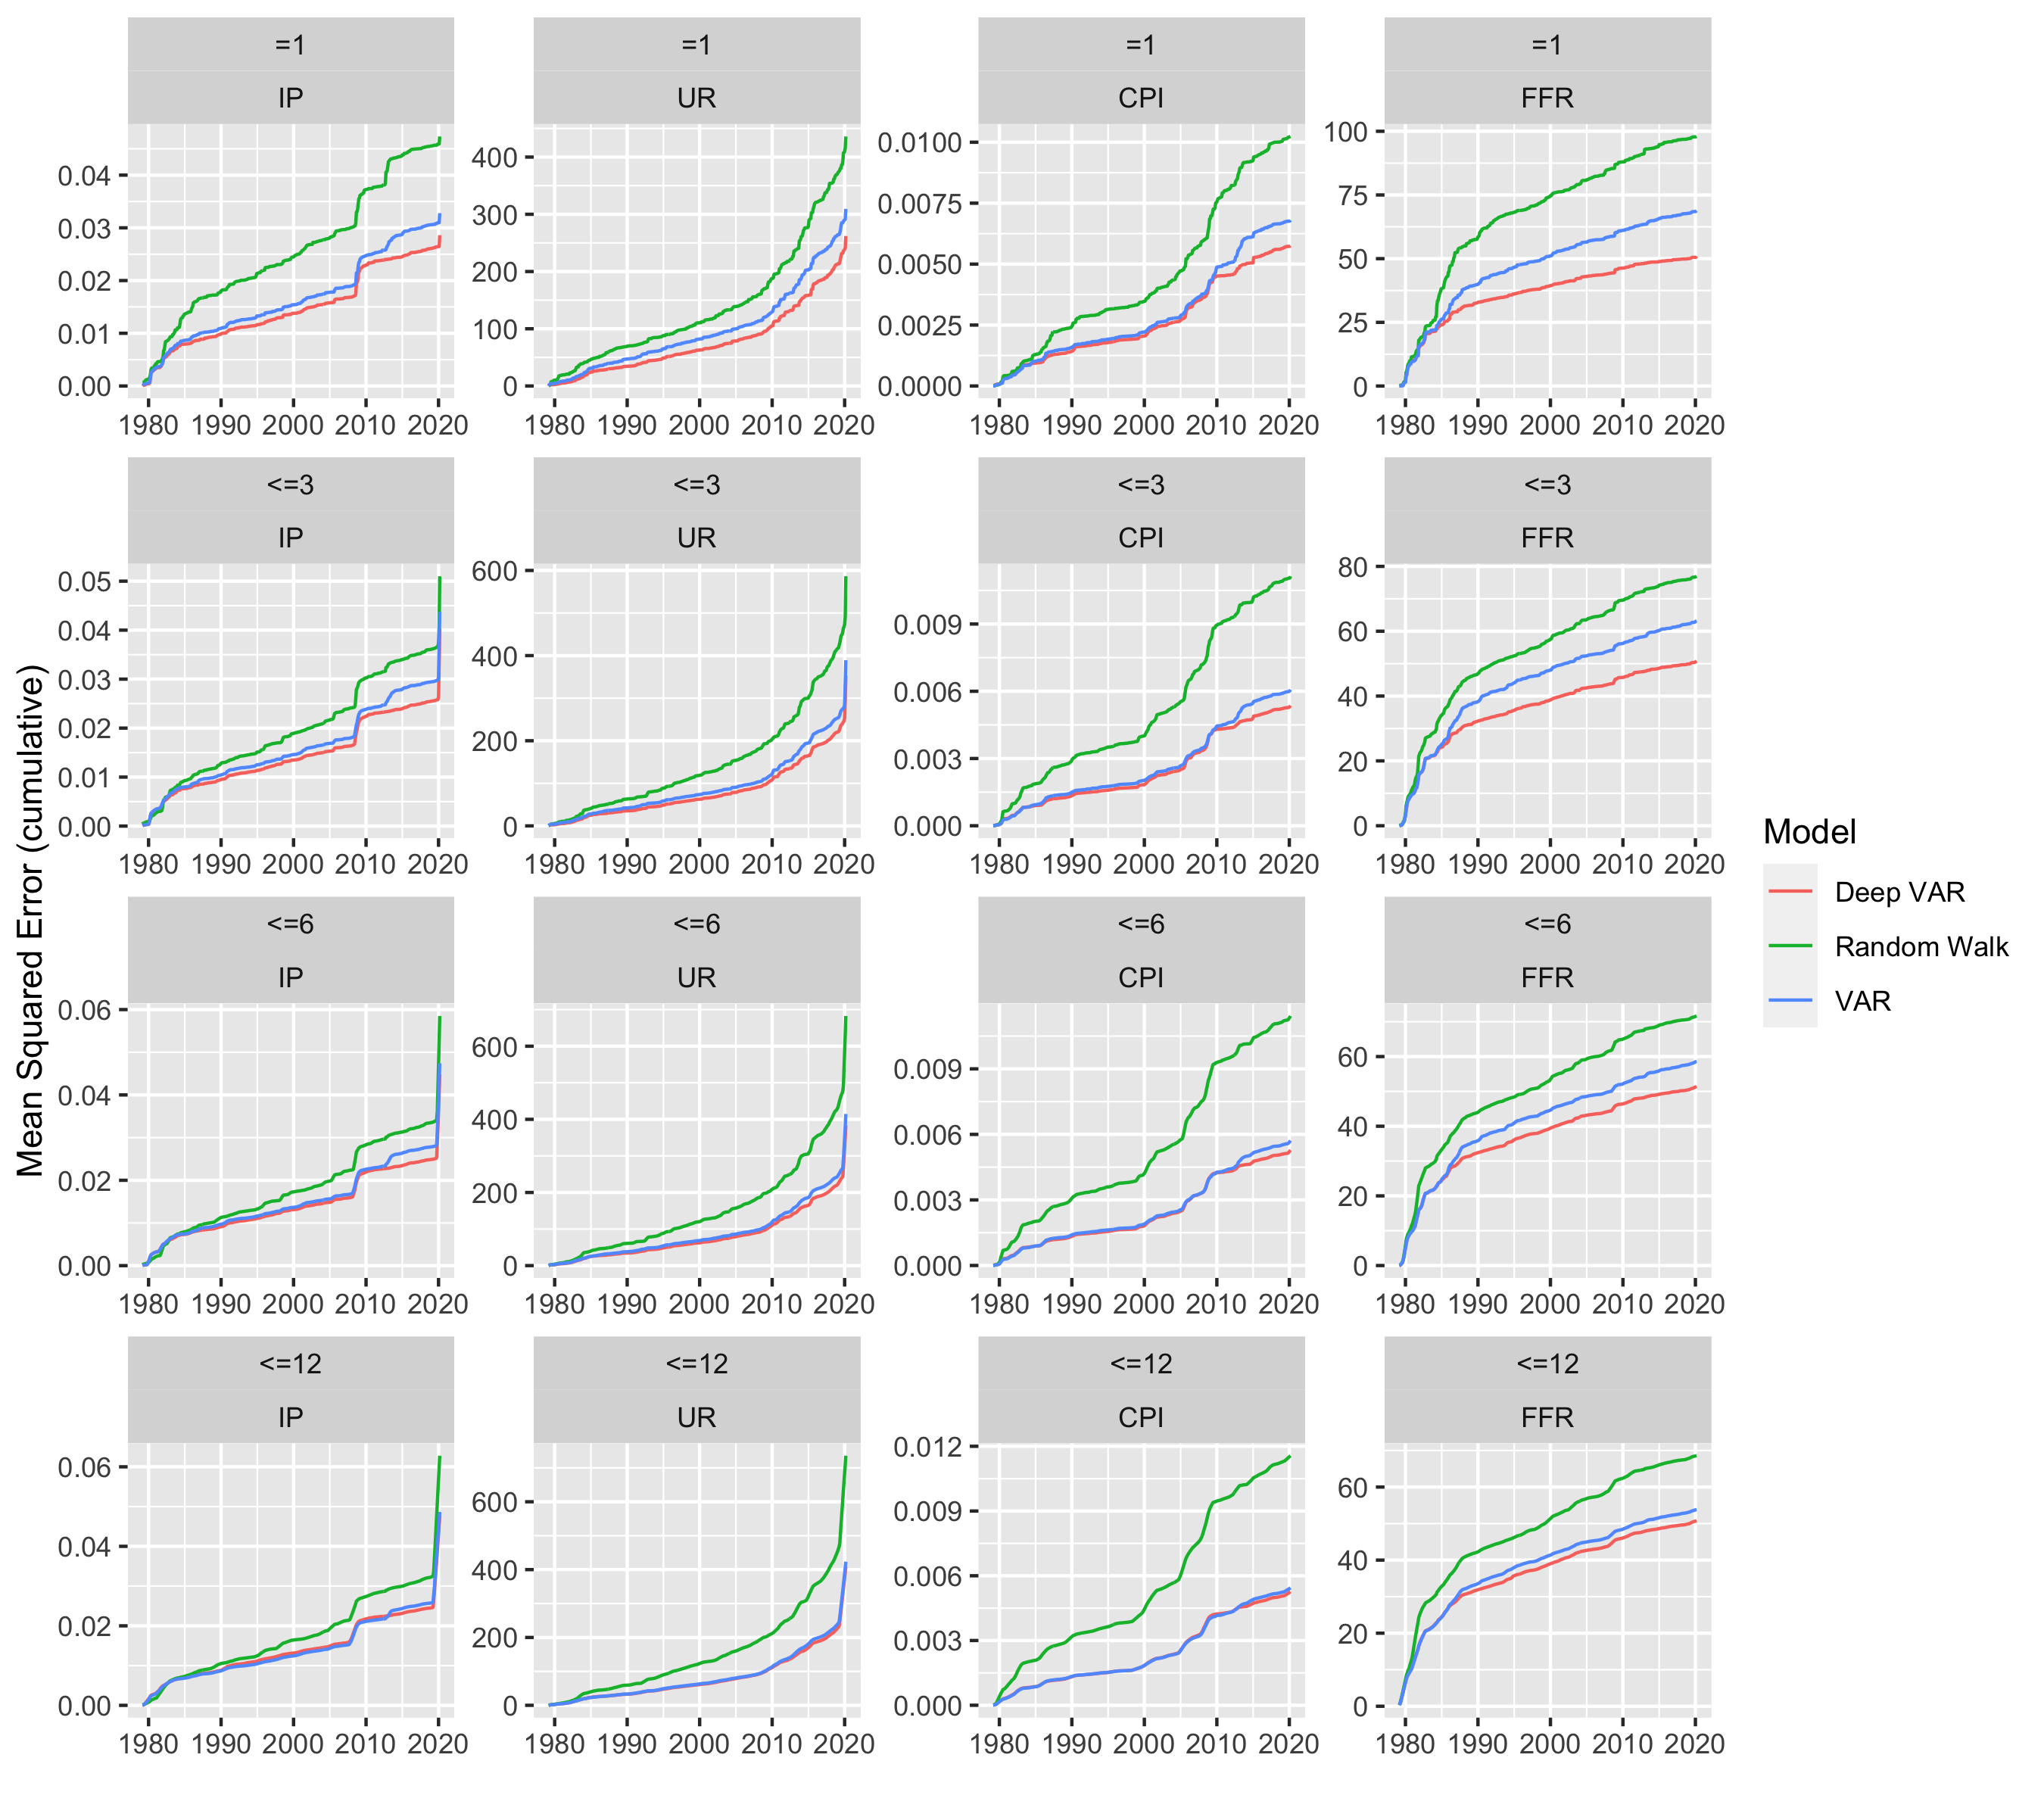 =1 =1 =1 =1
IP UR CPI FFR
0.04 0.03 0.02 0.01 0.00
400 300 200 100 0
0.0100 0.0075 0.0050 0.0025 0.0000
100 75 50 25 0
1980 1990 2000 2010 2020 1980 1990 2000 2010 2020 1980 1990 2000 2010 2020 1980 1990 2000 2010 2020
<=3 <=3 <=3 <=3
IP UR CPI FFR
0.05 0.04 0.03 0.02 0.01 0.00
600 400 200 0
0.009 0.006 0.003 0.000
80 60 40 20 0
1980 1990 2000 2010 2020 1980 1990 2000 2010 2020 1980 1990 2000 2010 2020 1980 1990 2000 2010 2020
<=6 <=6 <=6 <=6
IP UR CPI FFR
0.06 0.04 0.02 0.00
600 400 200 0
0.009 0.006 0.003 0.000
60 40 20 0
1980 1990 2000 2010 2020 1980 1990 2000 2010 2020 1980 1990 2000 2010 2020 1980 1990 2000 2010 2020
<=12 <=12 <=12 <=12
IP UR CPI FFR
0.06 0.04 0.02 0.00
600 400 200 0
0.012 0.009 0.006 0.003 0.000
60 40 20 0
1980 1990 2000 2010 2020 1980 1990 2000 2010 2020 1980 1990 2000 2010 2020 1980 1990 2000 2010 2020
Mean Squared Error (cumulative)
Model
Deep VAR
Random Walk
VAR